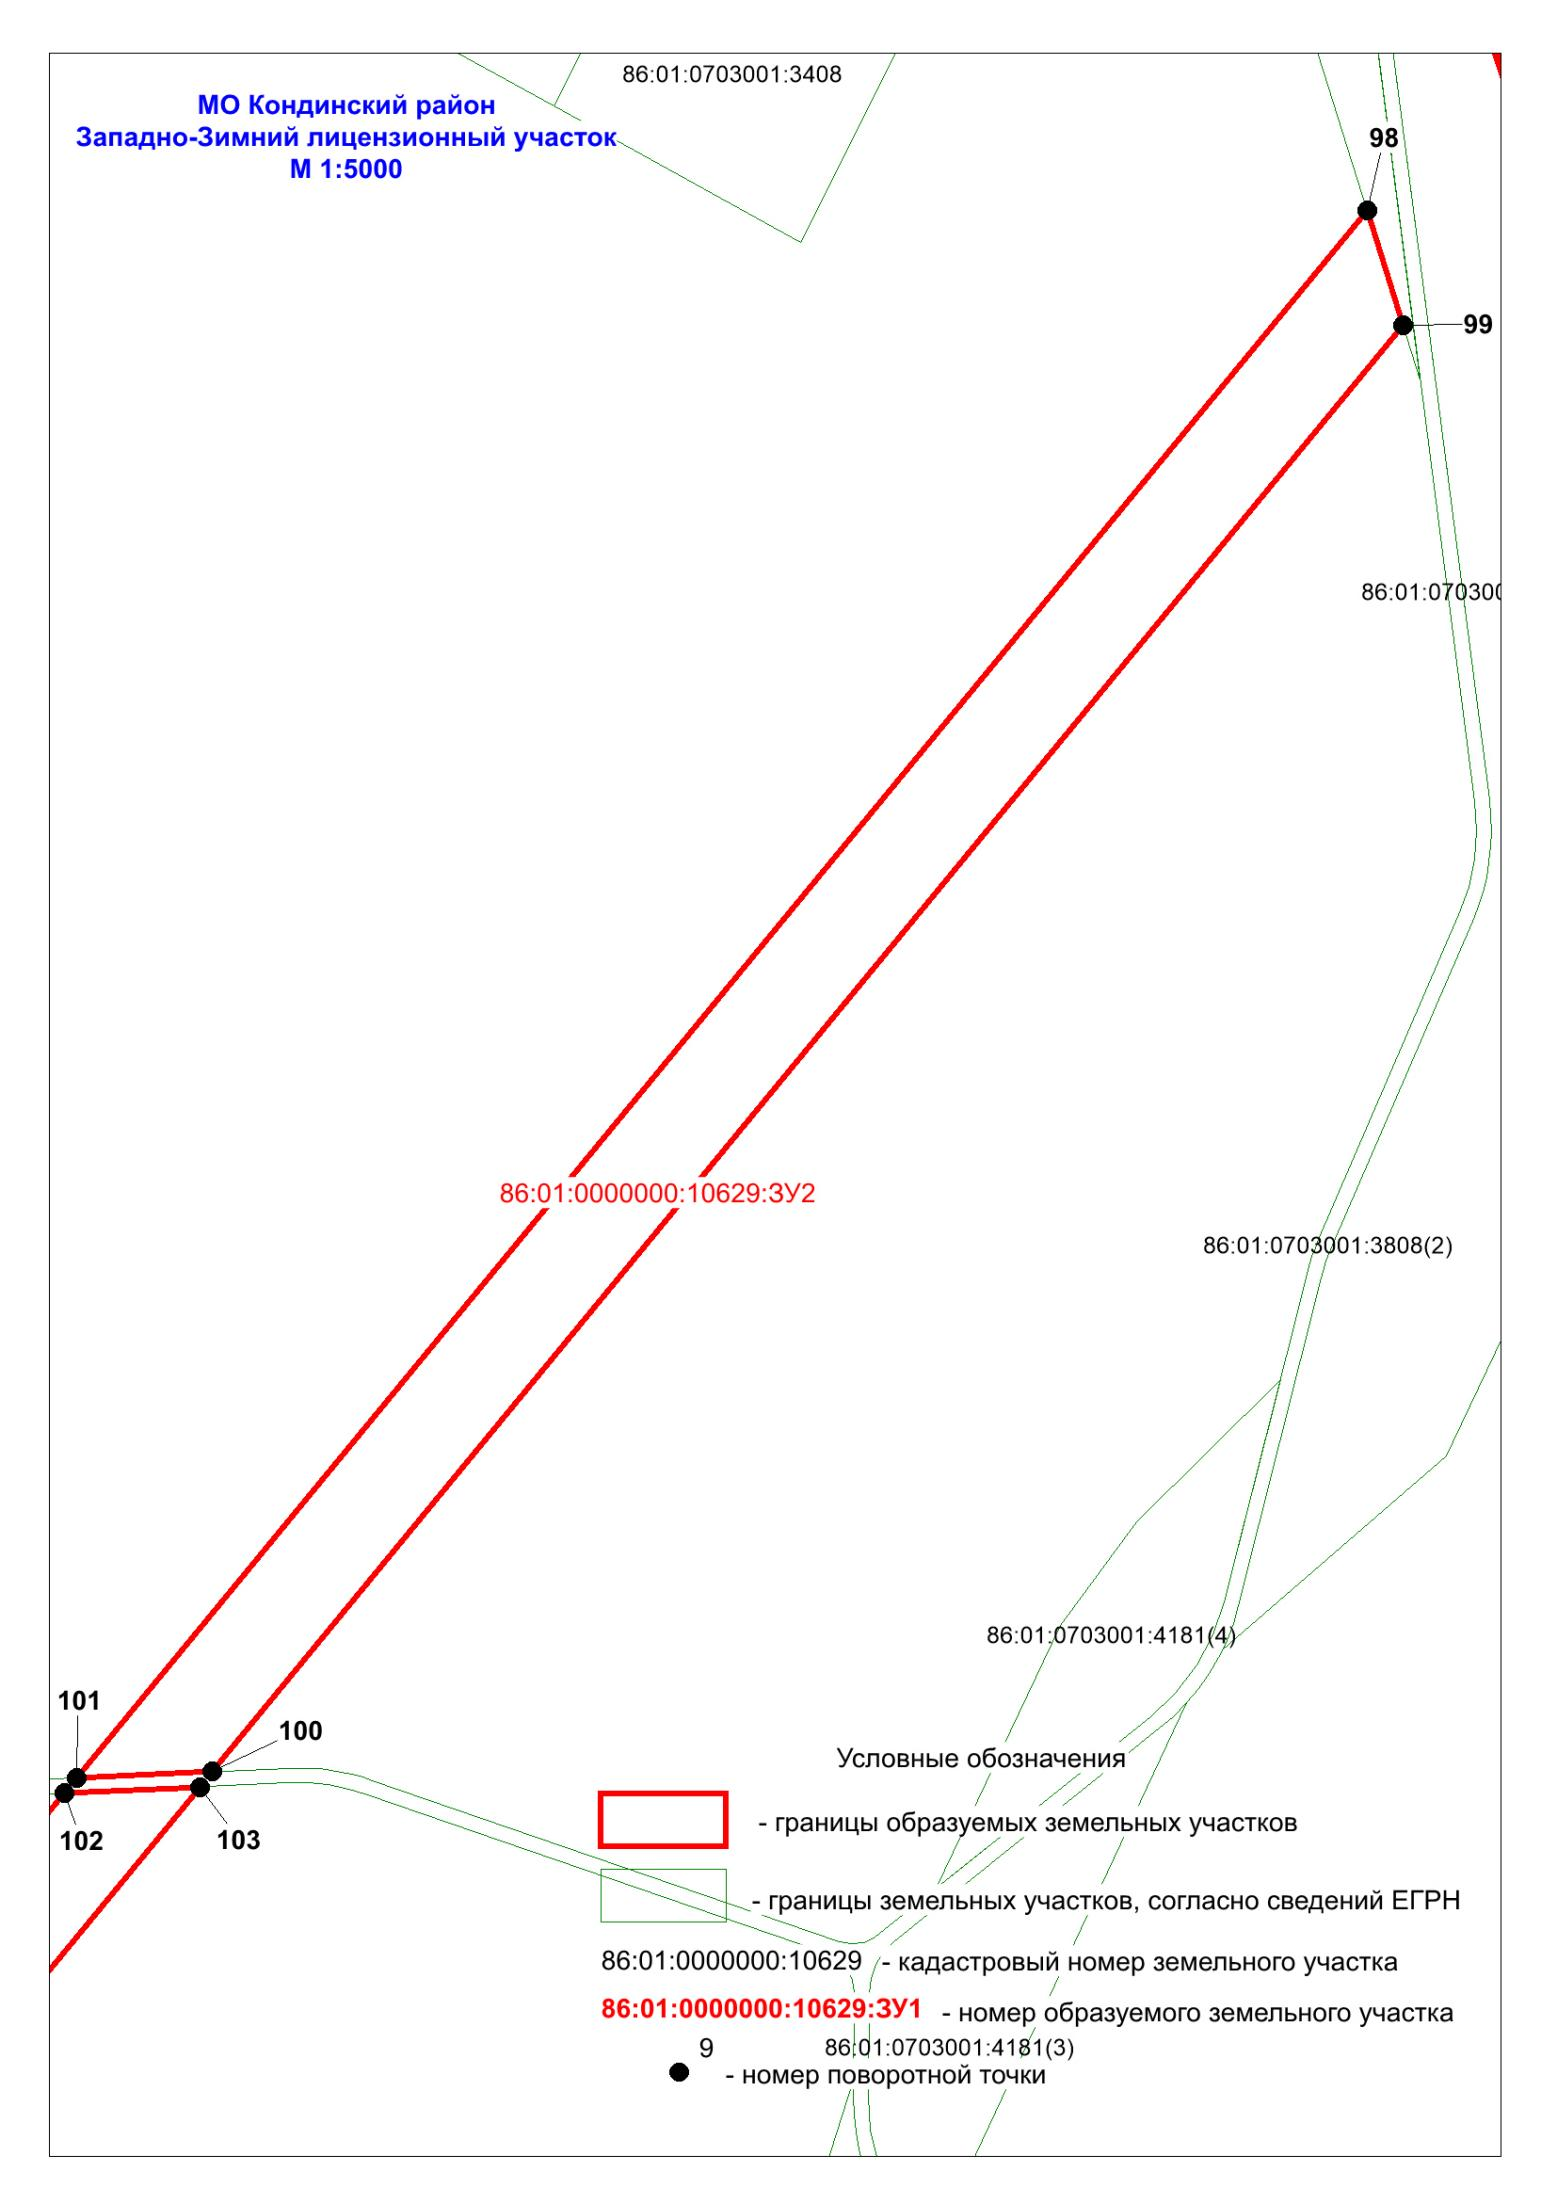 86:01:0703001:3408
МО Кондинский район
Западно-Зимний лицензионный участок
М 1:5000
98
99
86:01:070300
86:01:0000000:10629:ЗУ2
86:01:0703001:3808(2)
86:01:0703001:4181(4)
101
100
102
103
Условные обозначения
- границы образуемых земельных участков
- границы земельных участков, согласно сведений ЕГРН
86:01:0000000:10629 - кадастровый номер земельного участка
86:01:0000000:10629:ЗУ1 - номер образуемого земельного участка
9
86:01:0703001:4181(3)
- номер поворотной точки